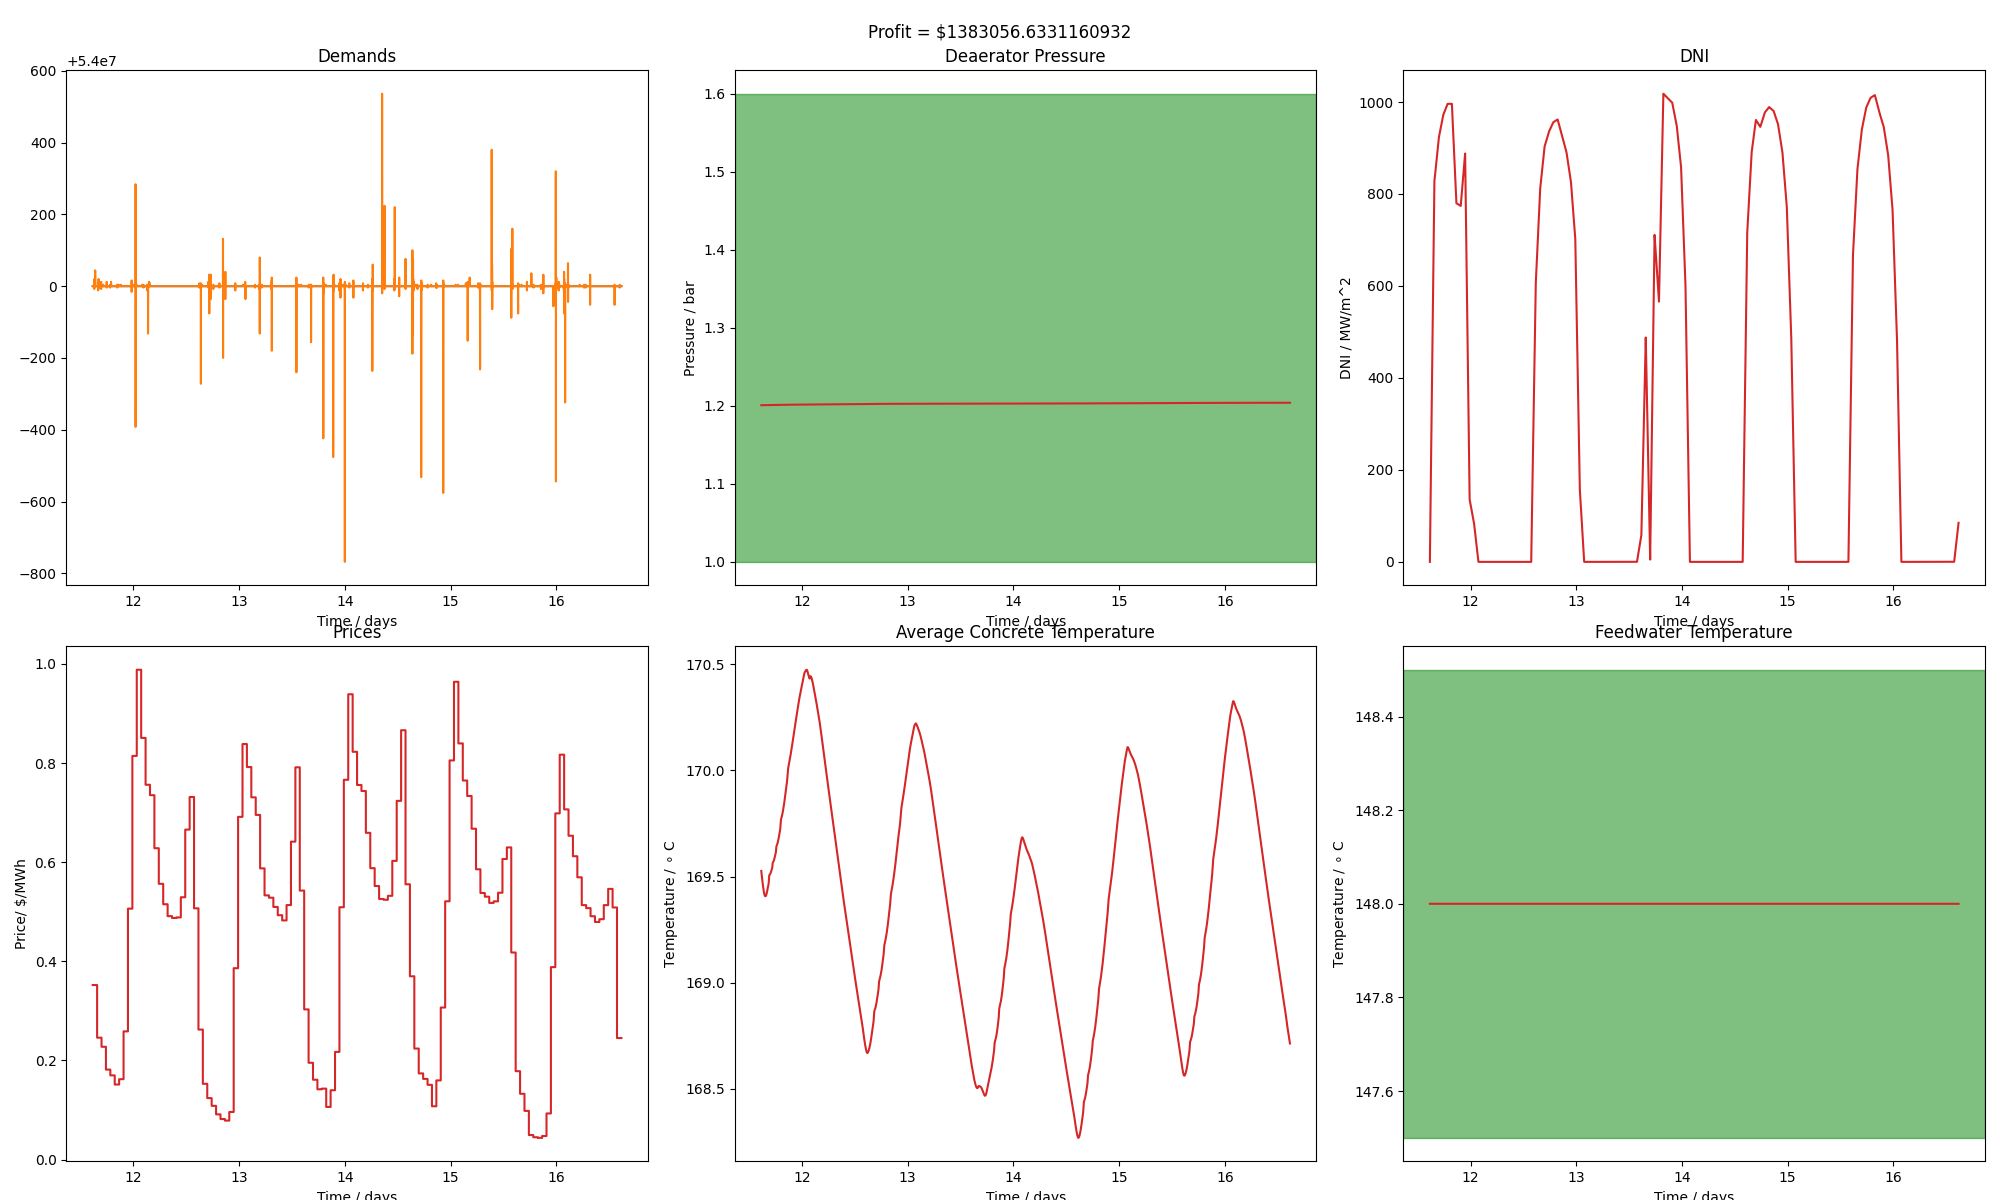 Profit = $1383056.6331160932
Demands
+5.4e7
600
400
200
0
−200
−400
−600
−800
12 13 14 15 16
Time / days
Deaerator Pressure
Pressure / bar
1.6
1.5
1.4
1.3
1.2
1.1
1.0
12 13 14 15 16
Time / days
DNI
DNI / MW/m^2
1000
800
600
400
200
0
12 13 14 15 16
Time / days
Prices
Price/ $/MWh
1.0
0.8
0.6
0.4
0.2
0.0
12 13 14 15 16
Time / days
Average Concrete Temperature
Temperature / ∘ C
170.5
170.0
169.5
169.0
168.5
12 13 14 15 16
Time / days
Feedwater Temperature
Temperature / ∘ C
148.4
148.2
148.0
147.8
147.6
12 13 14 15 16
Time / days